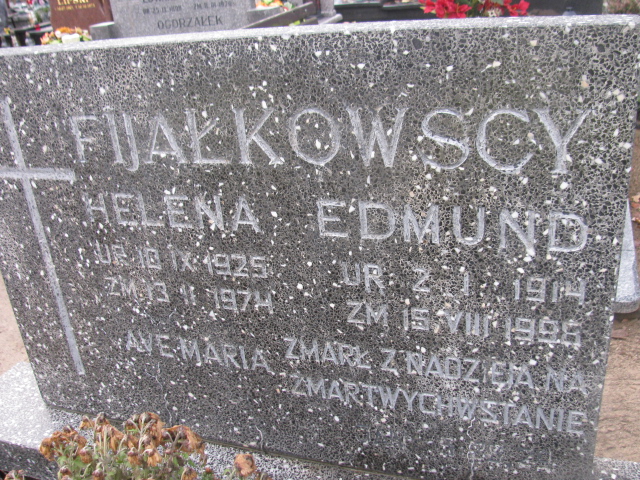 OGORZAŁEK
FIJAŁKOWSCY
HELENA EDMUND
UR 10 IX 1925 UR 2 I 1914
ZM 13 II 1974 ZM 15 VIII 1995
AVE MARIA ZMARŁ Z NADZIEJĄ NA
ZMARTWYCHWSTANIE